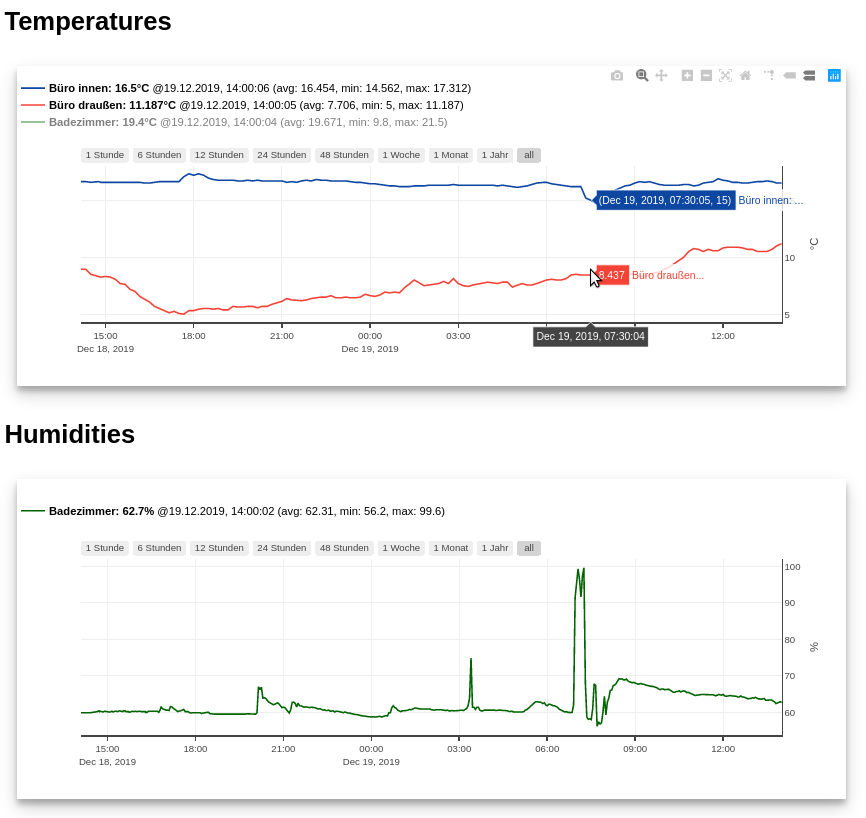 Temperatures
Büro innen: 16.5°C @19.12.2019, 14:00:06 (avg: 16.454, min: 14.562, max: 17.312)
Büro draußen: 11.187°C @19.12.2019, 14:00:05 (avg: 7.706, min: 5, max: 11.187)
Badezimmer: 19.4°C @19.12.2019, 14:00:04 (avg: 19.671, min: 9.8, max: 21.5)
1 Stunde 6 Stunden 12 Stunden 24 Stunden 48 Stunden 1 Woche 1 Monat 1 Jahr all
(Dec 19, 2019, 07:30:05, 15) Büro innen: ...
°C
10
8.437 Büro draußen...
5
15:00 18:00 21:00 00:00 03:00 12:00
Dec 19, 2019, 07:30:04
Dec 18, 2019 Dec 19, 2019
Humidities
Badezimmer: 62.7% @19.12.2019, 14:00:02 (avg: 62.31, min: 56.2, max: 99.6)
1 Stunde 6 Stunden 12 Stunden 24 Stunden 48 Stunden 1 Woche 1 Monat 1 Jahr all
100
90
80
%
70
60
15:00 18:00 21:00 00:00 03:00 06:00 09:00 12:00
Dec 18, 2019 Dec 19, 2019